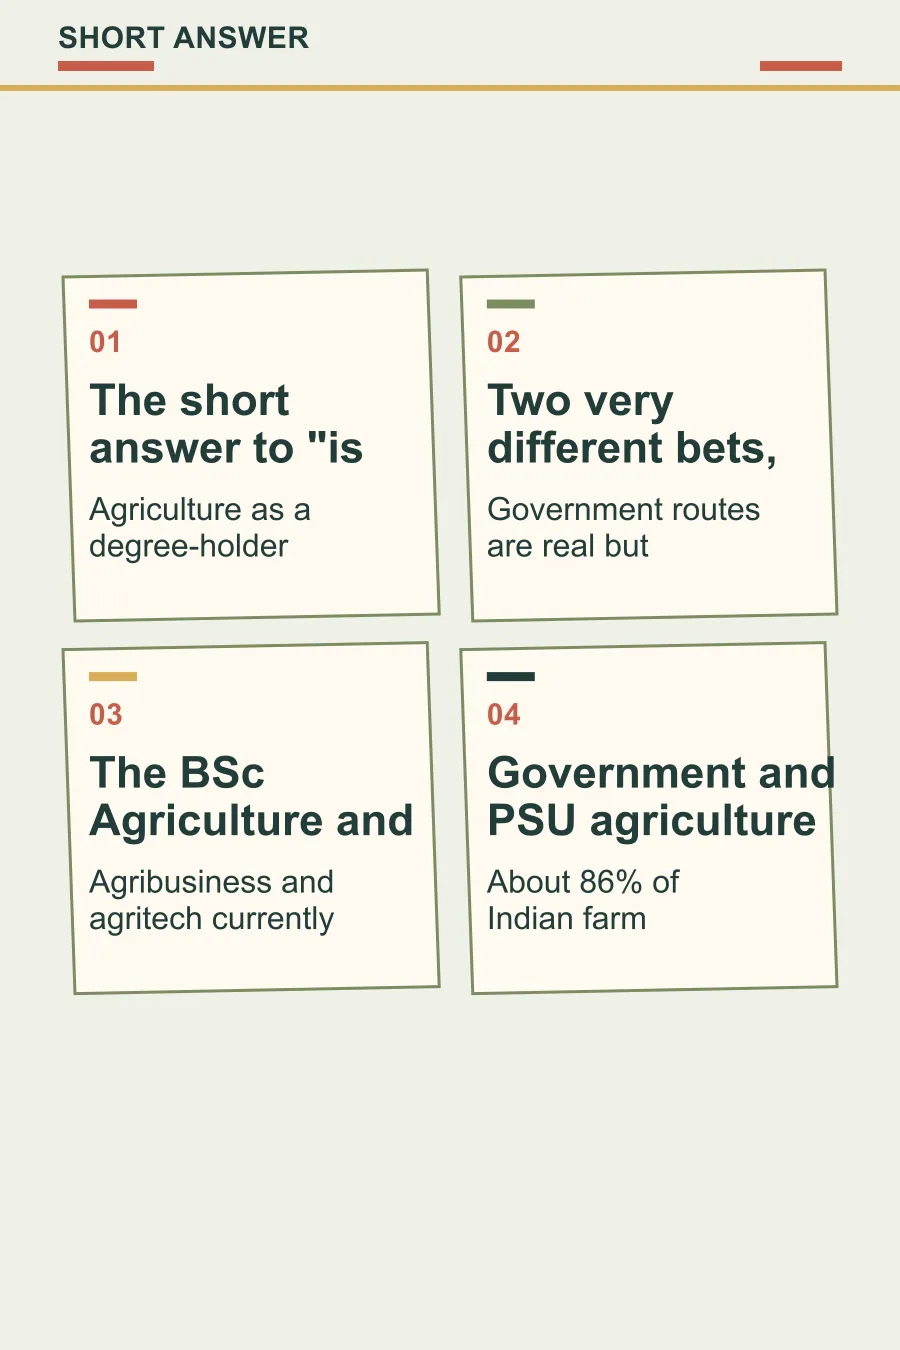 SHORT ANSWER
01
The short
answer to "is
Agriculture as a
degree-holder
02
Two very
different bets,
Government routes
are real but
03
The BSc
Agriculture and
Agribusiness and
agritech currently
04
Government and
PSU agriculture
About 86% of
Indian farm